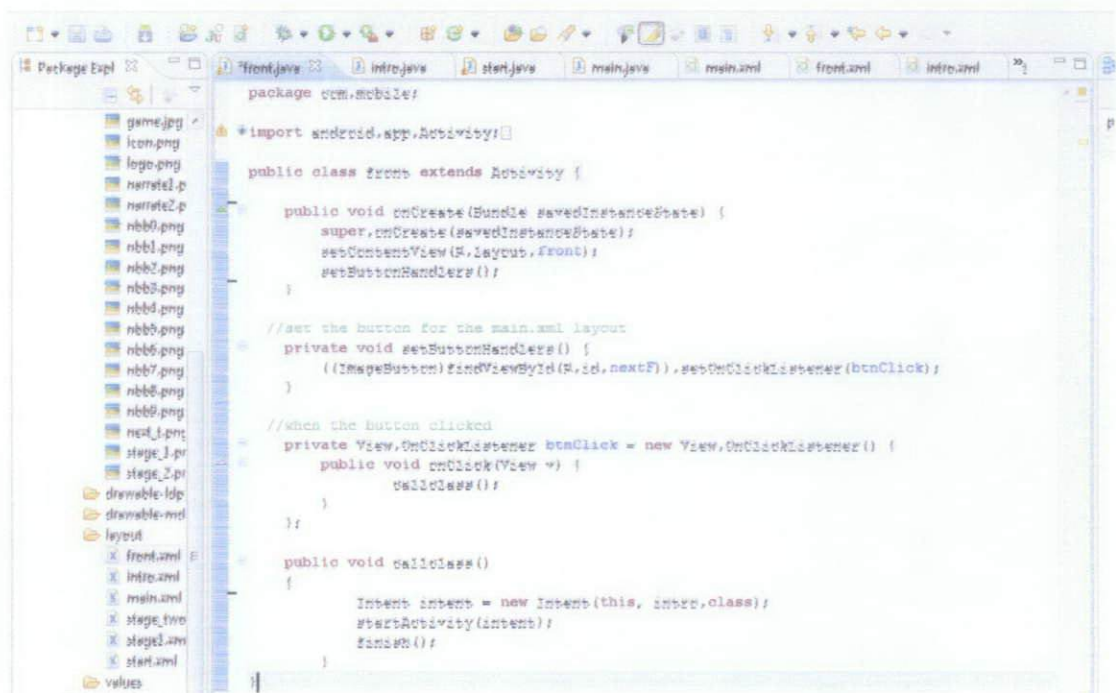 Package Expl
*front.java intro.java start.java main.java main.xml front.xml intro.xml »2
game.jpg
icon.png
logo.png
narrate1.p
narrate2.p
nbb0.png
nbb1.png
nbb2.png
nbb3.png
nbb4.png
nbb5.png
nbb6.png
nbb7.png
nbb8.png
nbb9.png
next_t.png
stage_1.pr
stage_2.pr
drawable-ldp
drawable-md
layout
front.xml
intro.xml
main.xml
stage_two
stage1.xm
start.xml
values
package com.mobile;
import android.app.Activity;
public class front extends Activity {
public void onCreate(Bundle savedInstanceState) {
super.onCreate(savedInstanceState);
setContentView(R.layout.front);
setButtonHandlers();
}
//set the button for the main.xml layout
private void setButtonHandlers() {
((ImageButton)findViewById(R.id.nextF)).setOnClickListener(btnClick);
}
//when the button clicked
private View.OnClickListener btnClick = new View.OnClickListener() {
public void onClick(View v) {
callclass();
}
};
public void callclass()
{
Intent intent = new Intent(this, intro.class);
startActivity(intent);
finish();
}
}